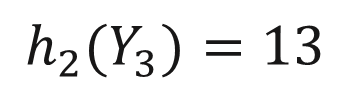 h₂(Y₃) = 13